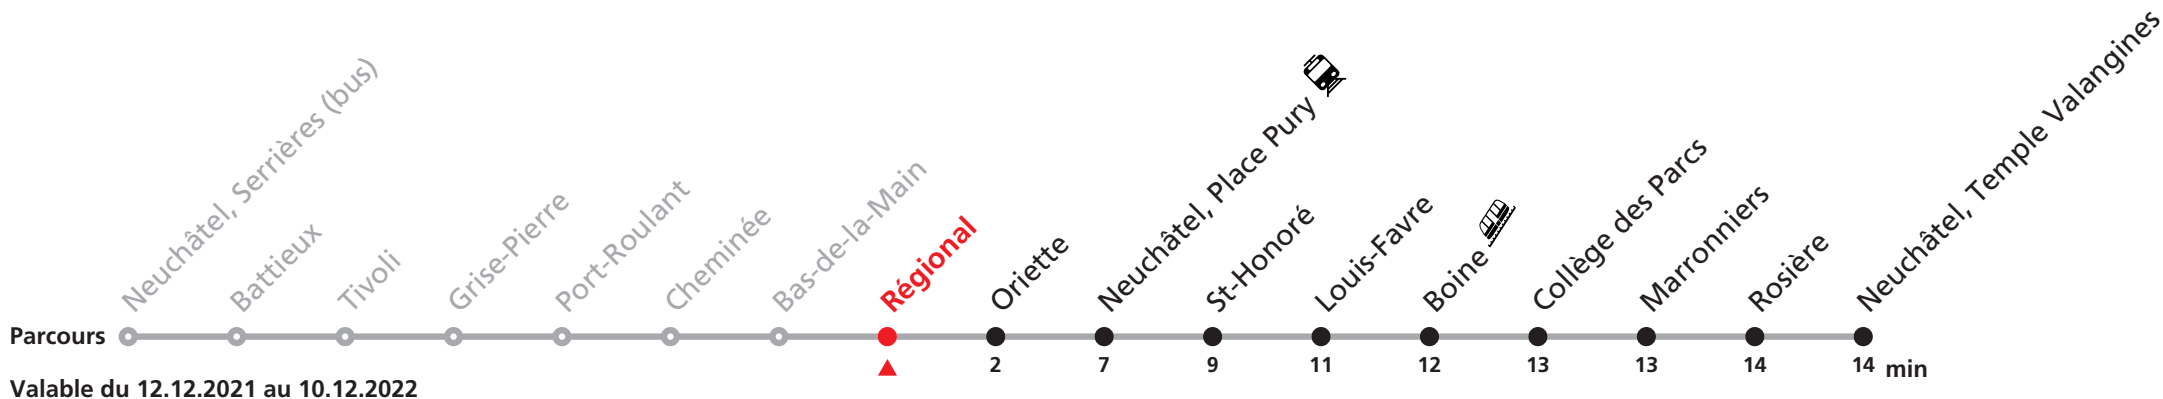 Neuchâtel, Serrières (bus)
Battieux
Tivoli
Grise-Pierre
Port-Roulant
Cheminée
Bas-de-la-Main
Régional
Oriette
Neuchâtel, Place Pury
St-Honoré
Louis-Favre
Boine
Collège des Parcs
Marronniers
Rosière
Neuchâtel, Temple Valangines
Parcours
2 7 9 11 12 13 13 14 14 min
Valable du 12.12.2021 au 10.12.2022